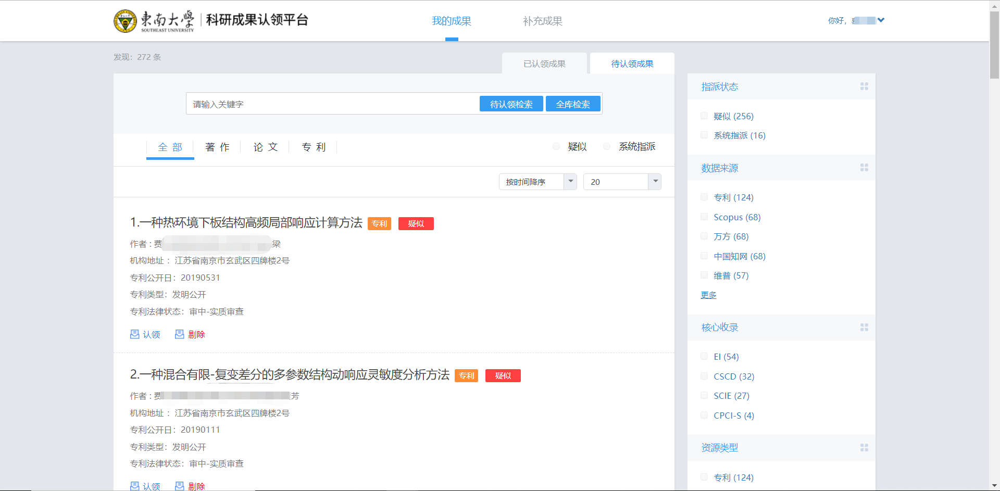 東南大學
SOUTHEAST UNIVERSITY
科研成果认领平台
我的成果
补充成果
你好，
发现：272 条
已认领成果
待认领成果
请输入关键字
待认领检索
全库检索
全 部
著 作
论 文
专 利
疑似
系统指派
按时间降序
20
1.一种热环境下板结构高频局部响应计算方法 专利 疑似
作者 : 费 梁
机构地址 ：江苏省南京市玄武区四牌楼2号
专利公开日：20190531
专利类型：发明公开
专利法律状态：审中-实质审查
认领 剔除
2.一种混合有限-复变差分的多参数结构动响应灵敏度分析方法 专利 疑似
作者 : 费 芳
机构地址 ：江苏省南京市玄武区四牌楼2号
专利公开日：20190111
专利类型：发明公开
专利法律状态：审中-实质审查
认领 剔除
指派状态
疑似 (256)
系统指派 (16)
数据来源
专利 (124)
Scopus (68)
万方 (68)
中国知网 (68)
维普 (57)
更多
核心收录
EI (54)
CSCD (32)
SCIE (27)
CPCI-S (4)
资源类型
专利 (124)